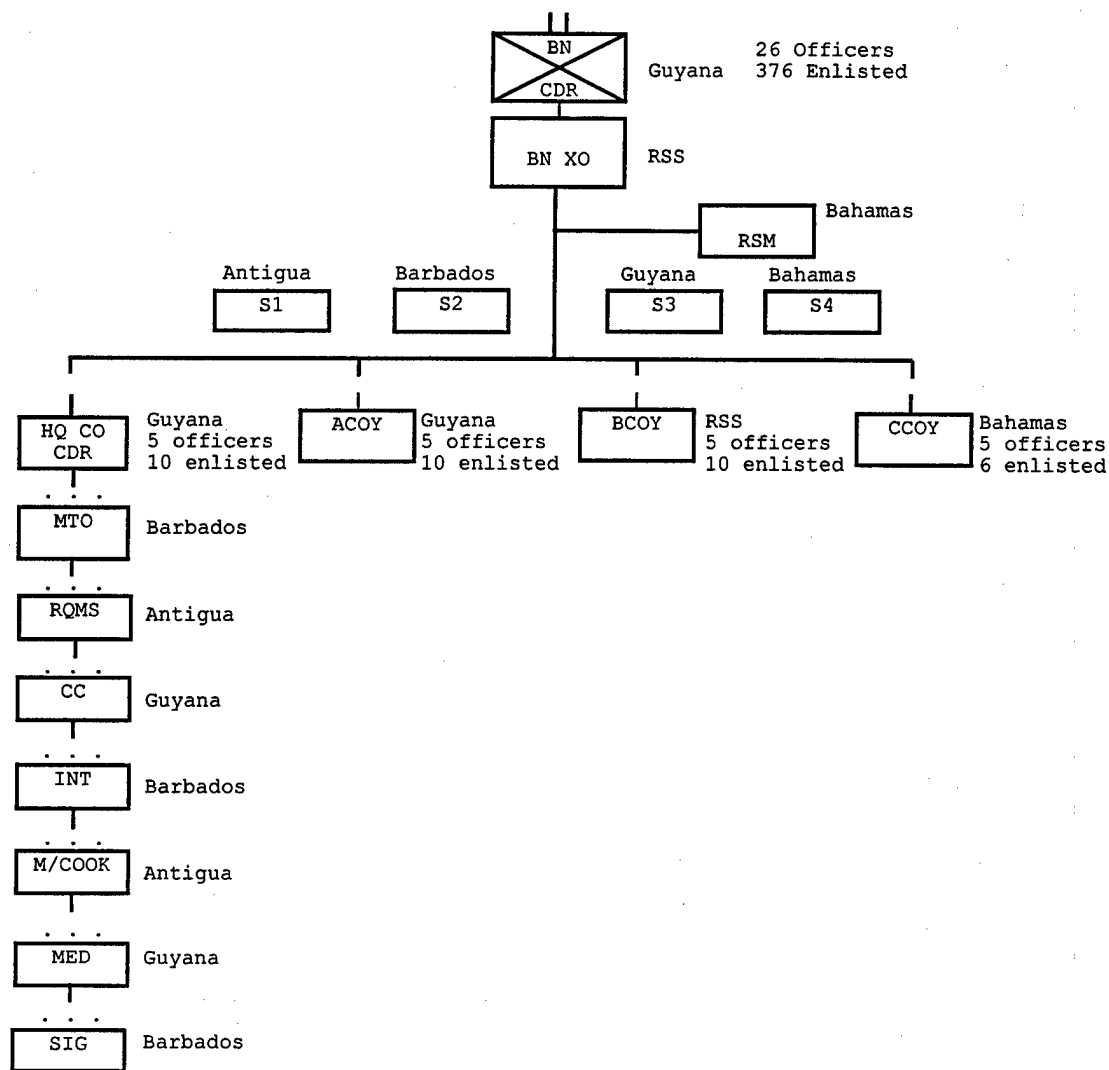 BN
CDR
Guyana
26 Officers
376 Enlisted
BN XO
RSS
RSM
Bahamas
Antigua
S1
Barbados
S2
Guyana
S3
Bahamas
S4
HQ CO
CDR
Guyana
5 officers
10 enlisted
ACOY
Guyana
5 officers
10 enlisted
BCOY
RSS
5 officers
10 enlisted
CCOY
Bahamas
5 officers
6 enlisted
MTO
Barbados
RQMS
Antigua
CC
Guyana
INT
Barbados
M/COOK
Antigua
MED
Guyana
SIG
Barbados